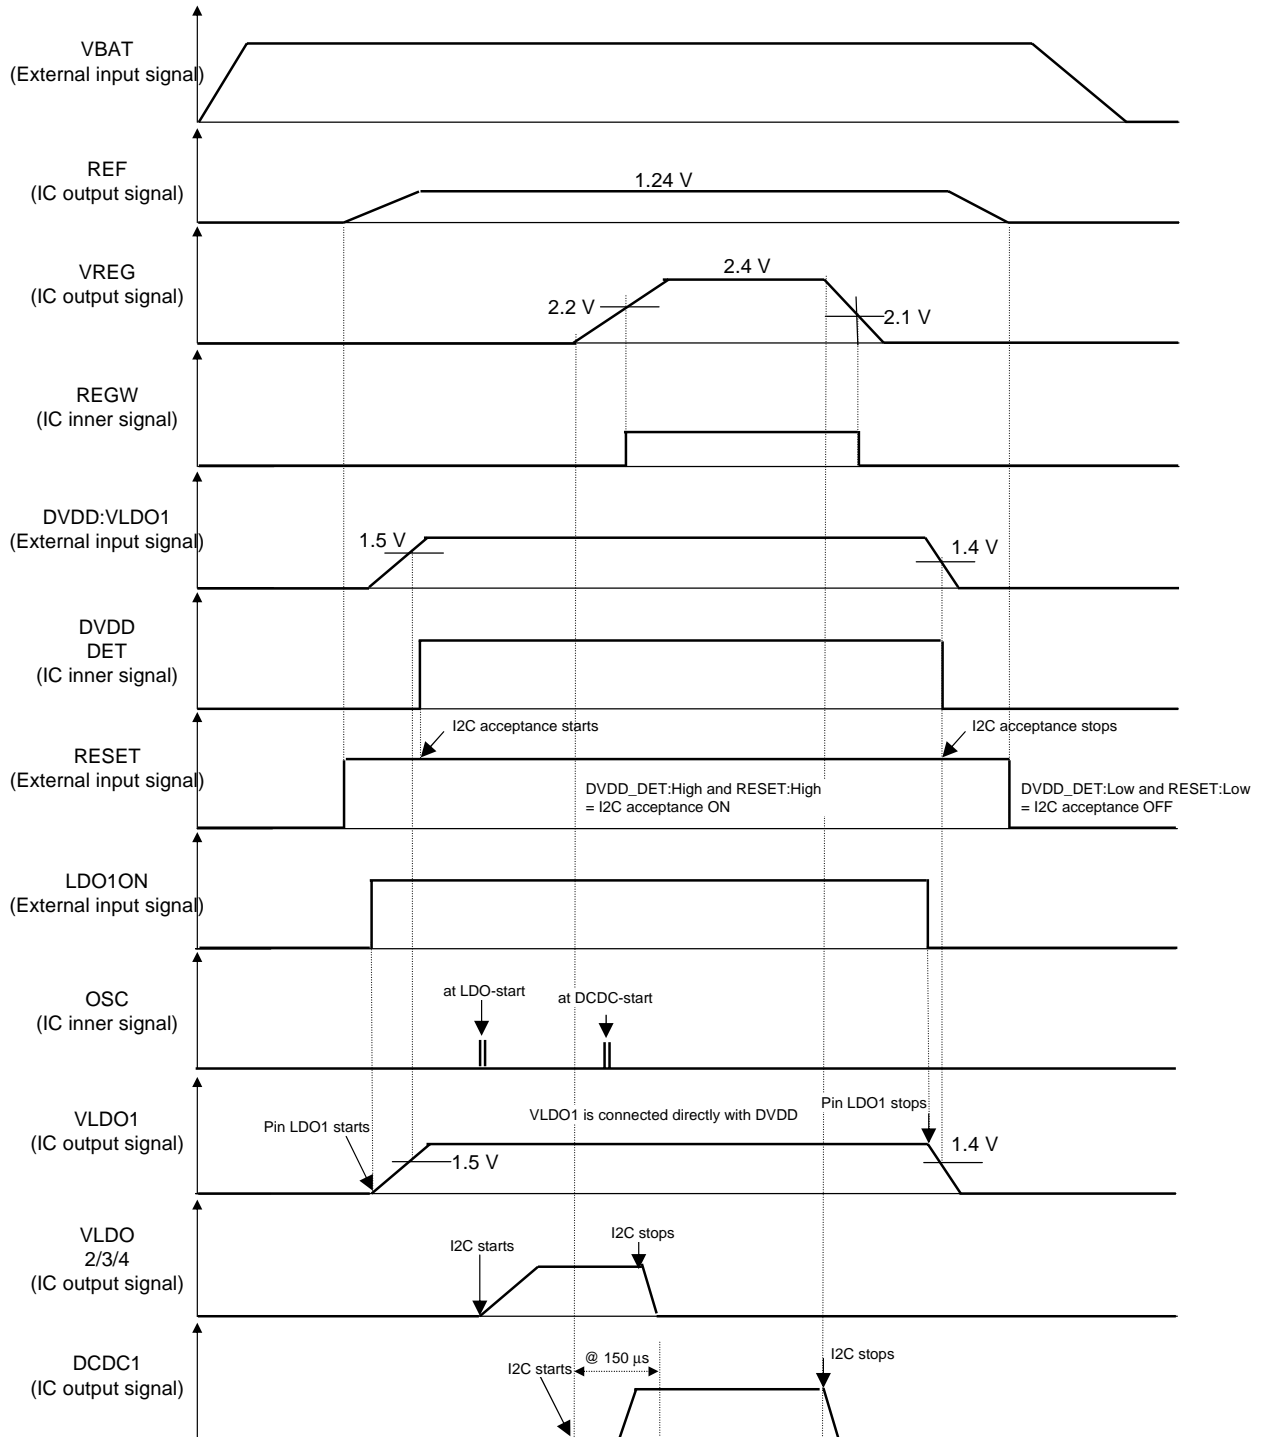 VBAT
(External input signal)
REF
(IC output signal)
1.24 V
VREG
(IC output signal)
2.4 V
2.2 V
2.1 V
REGW
(IC inner signal)
DVDD:VLDO1
(External input signal)
1.5 V
1.4 V
DVDD
DET
(IC inner signal)
RESET
(External input signal)
I2C acceptance starts
I2C acceptance stops
DVDD_DET:High and RESET:High
= I2C acceptance ON
DVDD_DET:Low and RESET:Low
= I2C acceptance OFF
LDO1ON
(External input signal)
OSC
(IC inner signal)
at LDO-start
at DCDC-start
VLDO1
(IC output signal)
Pin LDO1 starts
VLDO1 is connected directly with DVDD
Pin LDO1 stops
1.5 V
1.4 V
VLDO
2/3/4
(IC output signal)
I2C starts
I2C stops
DCDC1
(IC output signal)
I2C starts
@ 150 μs
I2C stops